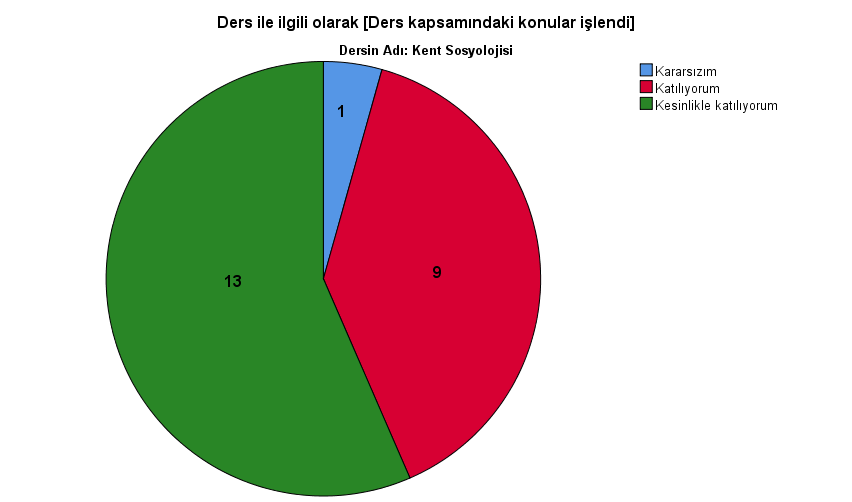 Ders ile ilgili olarak [Ders kapsamındaki konular işlendi]
Dersin Adı: Kent Sosyolojisi
Kararsızım
Katılıyorum
Kesinlikle katılıyorum
1
9
13